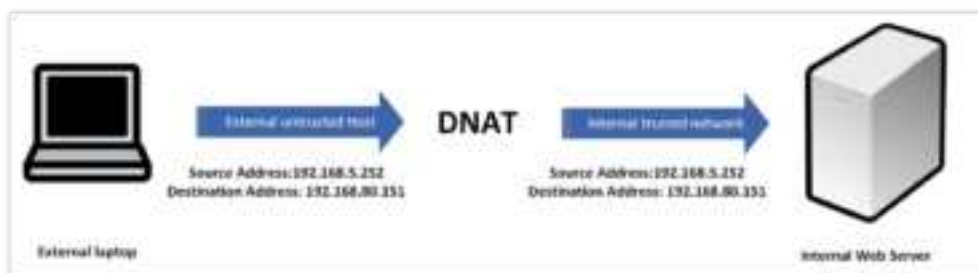 External untrusted Host
DNAT
Internal trusted network
Source Address:192.168.5.252
Destination Address: 192.168.80.151
Source Address:192.168.5.252
Destination Address: 192.168.80.151
External laptop
Internal Web Server